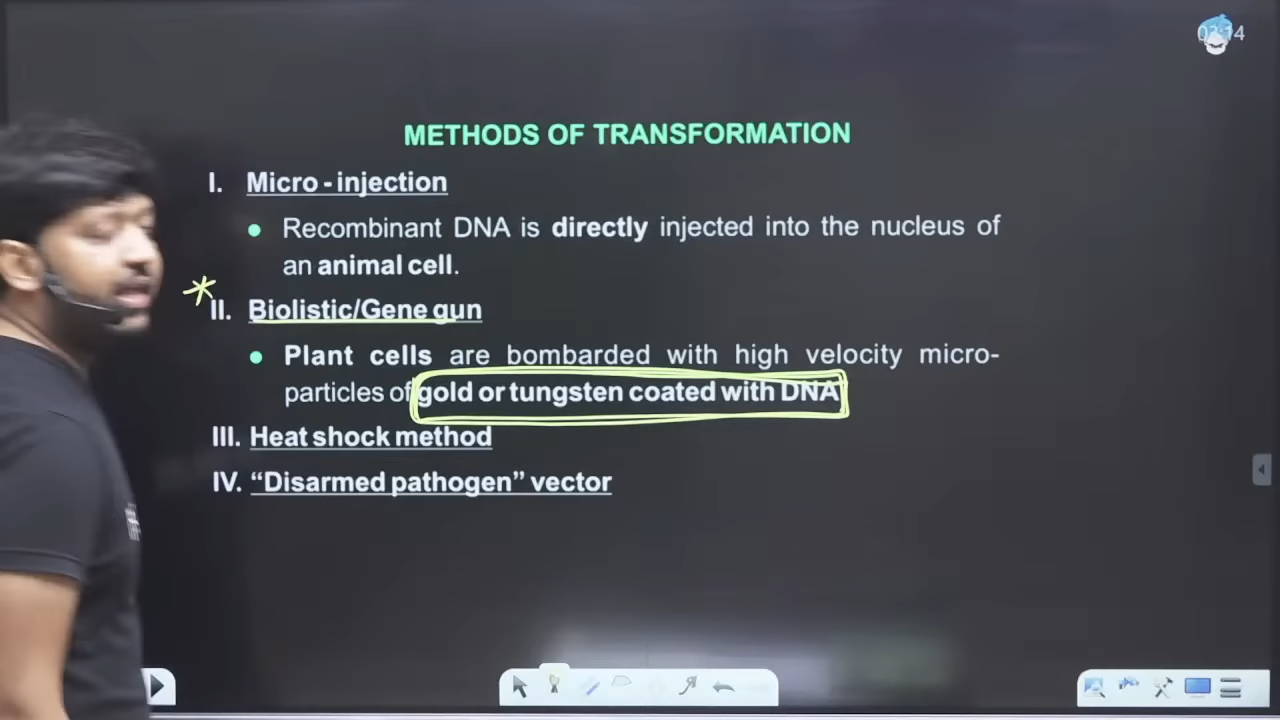 METHODS OF TRANSFORMATION
I. Micro-injection
● Recombinant DNA is directly injected into the nucleus of
an animal cell.
*
II. Biolistic/Gene gun
● Plant cells are bombarded with high velocity micro-
particles of gold or tungsten coated with DNA
III. Heat shock method
IV. “Disarmed pathogen” vector